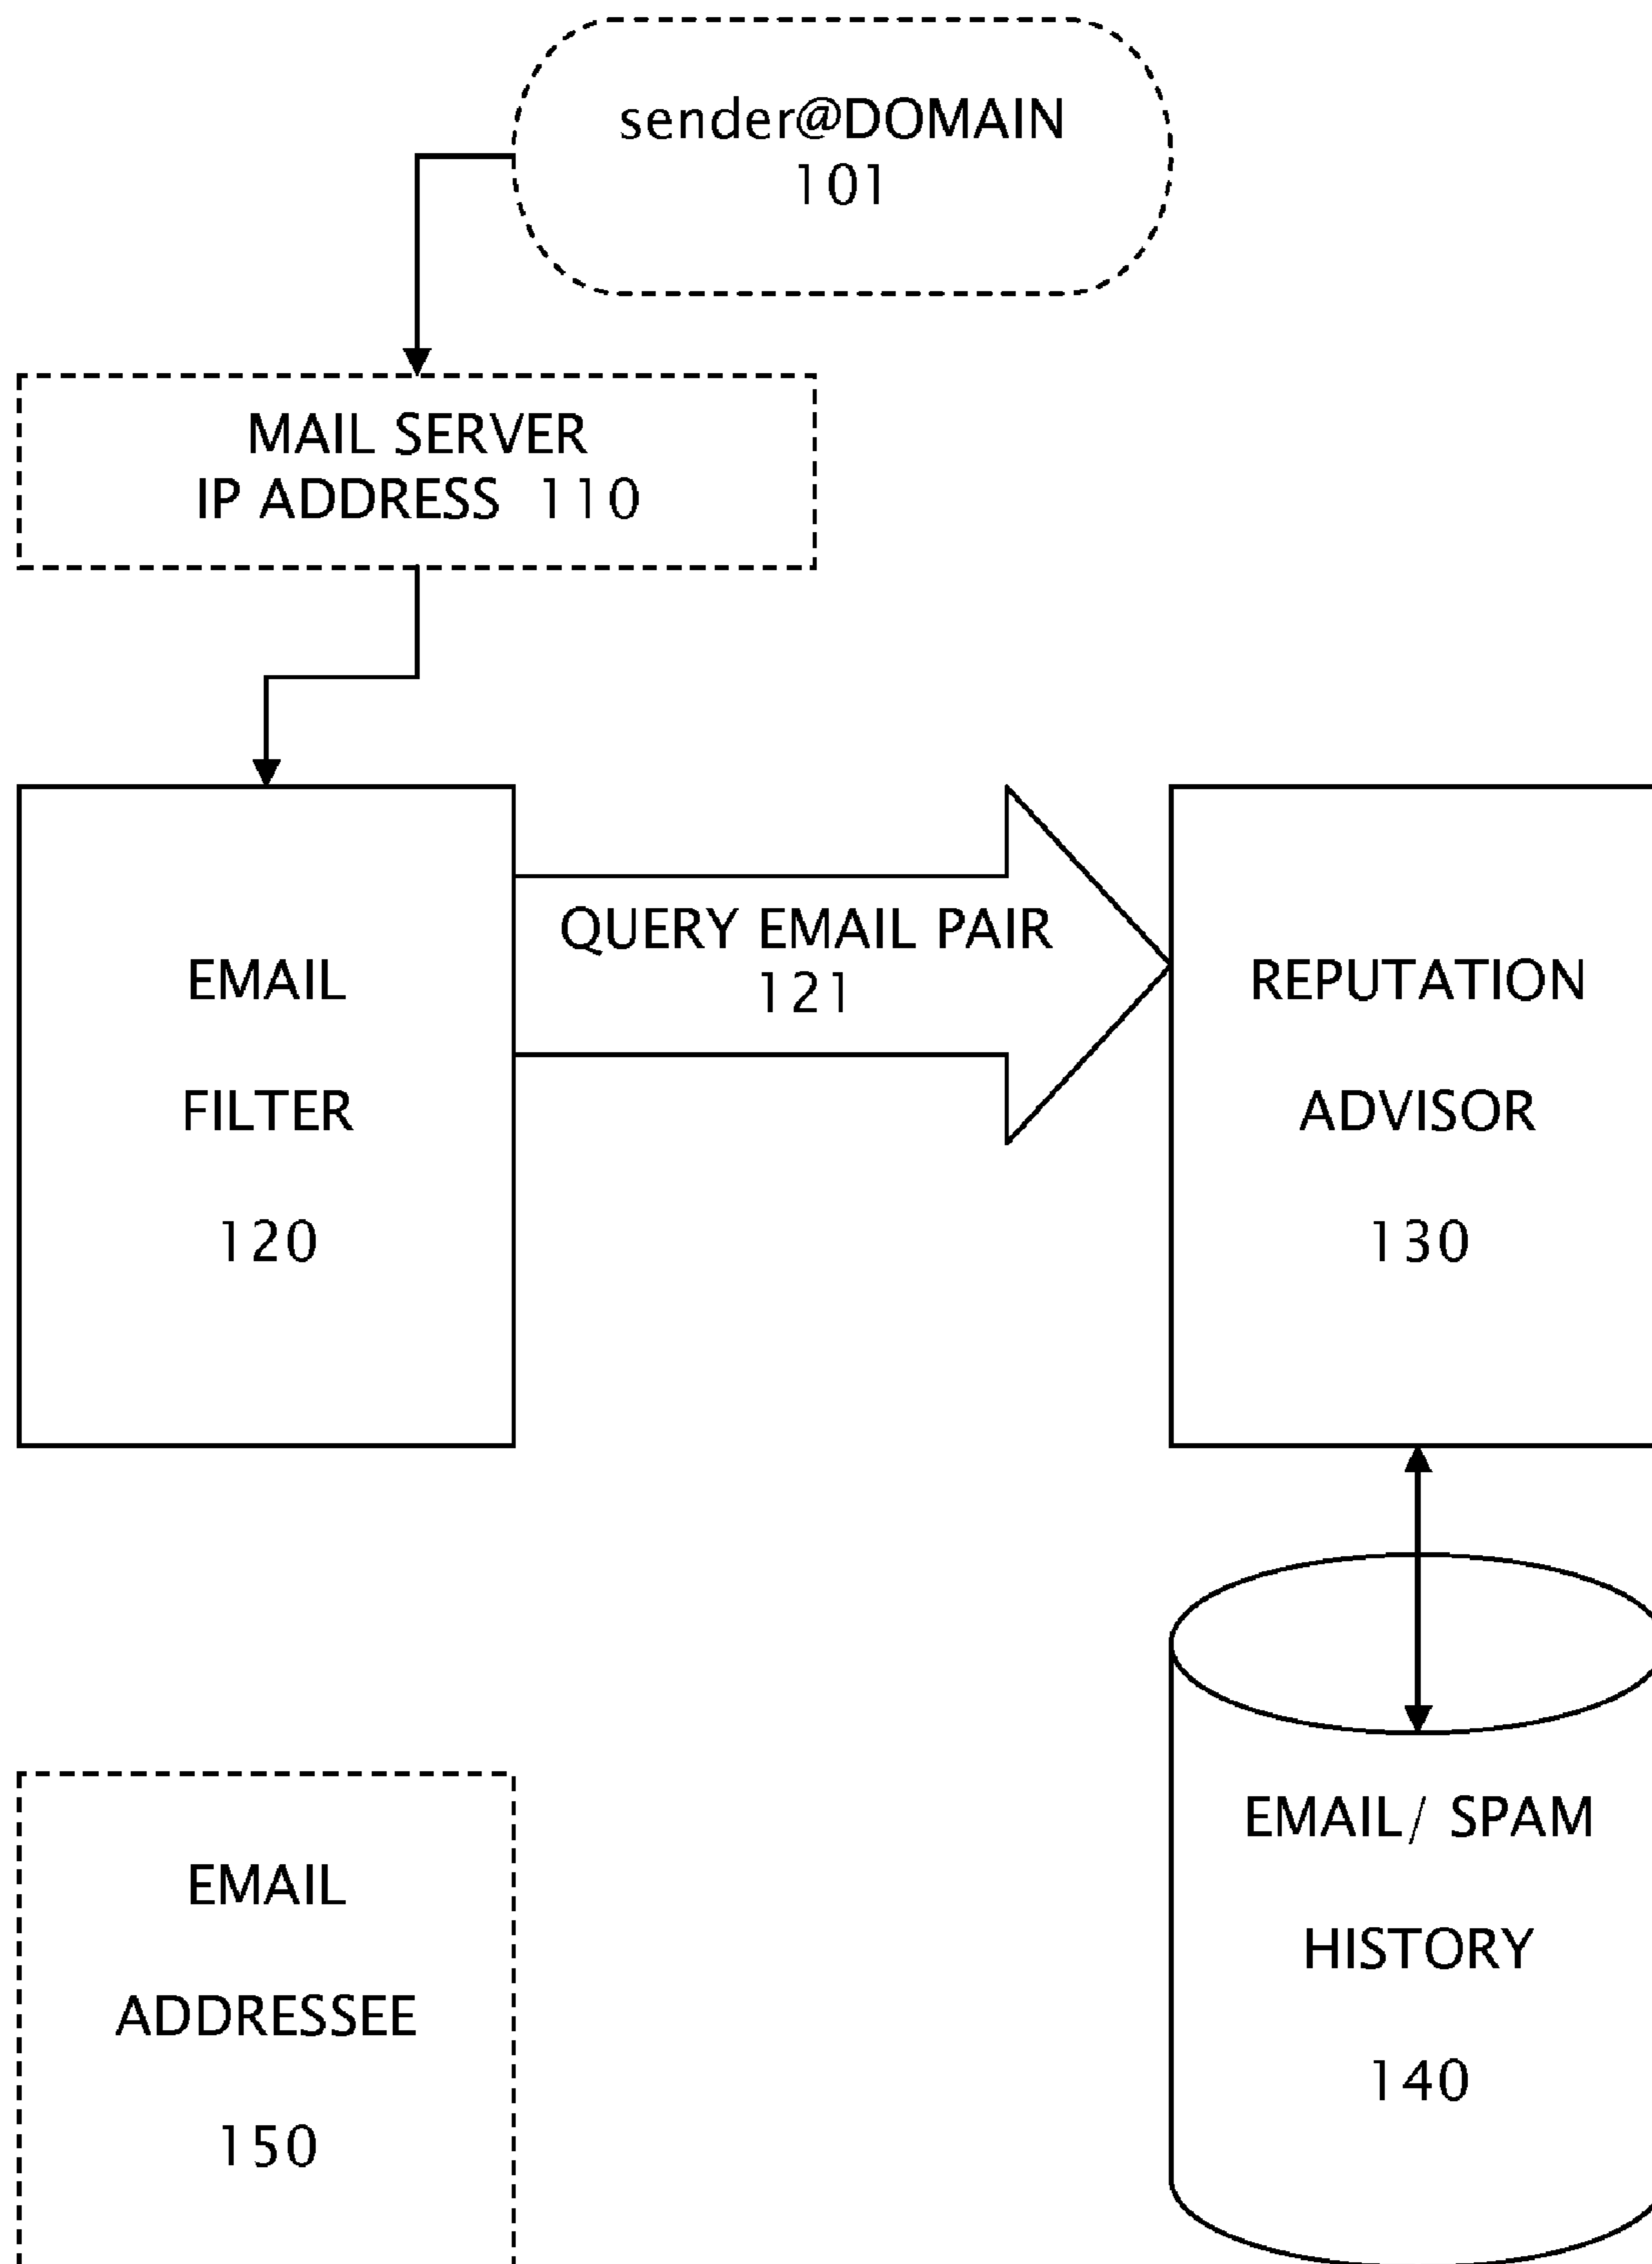 sender@DOMAIN
101
MAIL SERVER
IP ADDRESS 110
EMAIL
FILTER
120
QUERY EMAIL PAIR
121
REPUTATION
ADVISOR
130
EMAIL/ SPAM
HISTORY
140
EMAIL
ADDRESSEE
150